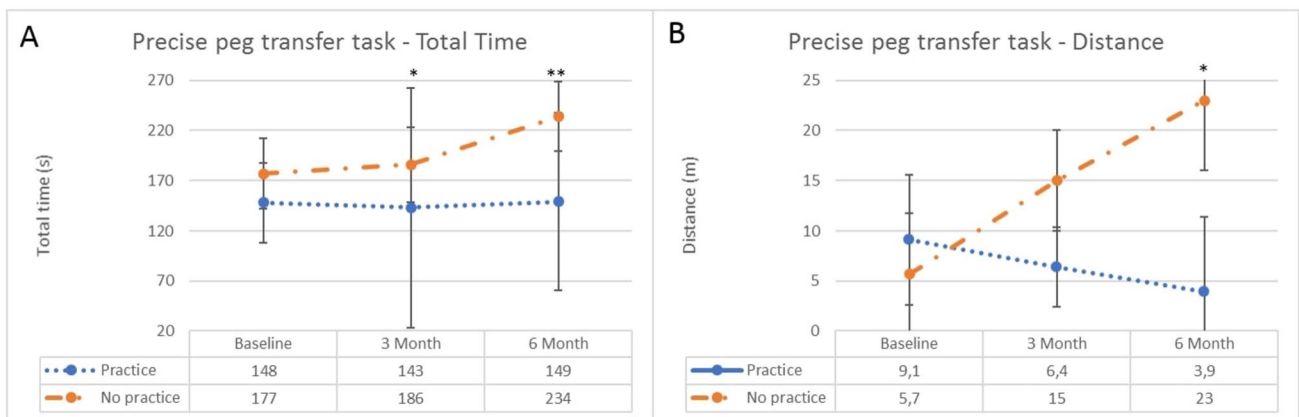 A
Precise peg transfer task - Total Time
*
**
Total time (s)
270
220
170
120
70
20
Baseline 3 Month 6 Month
Practice 148 143 149
No practice 177 186 234
B
Precise peg transfer task - Distance
*
Distance (m)
25
20
15
10
5
0
Baseline 3 Month 6 Month
Practice 9,1 6,4 3,9
No practice 5,7 15 23